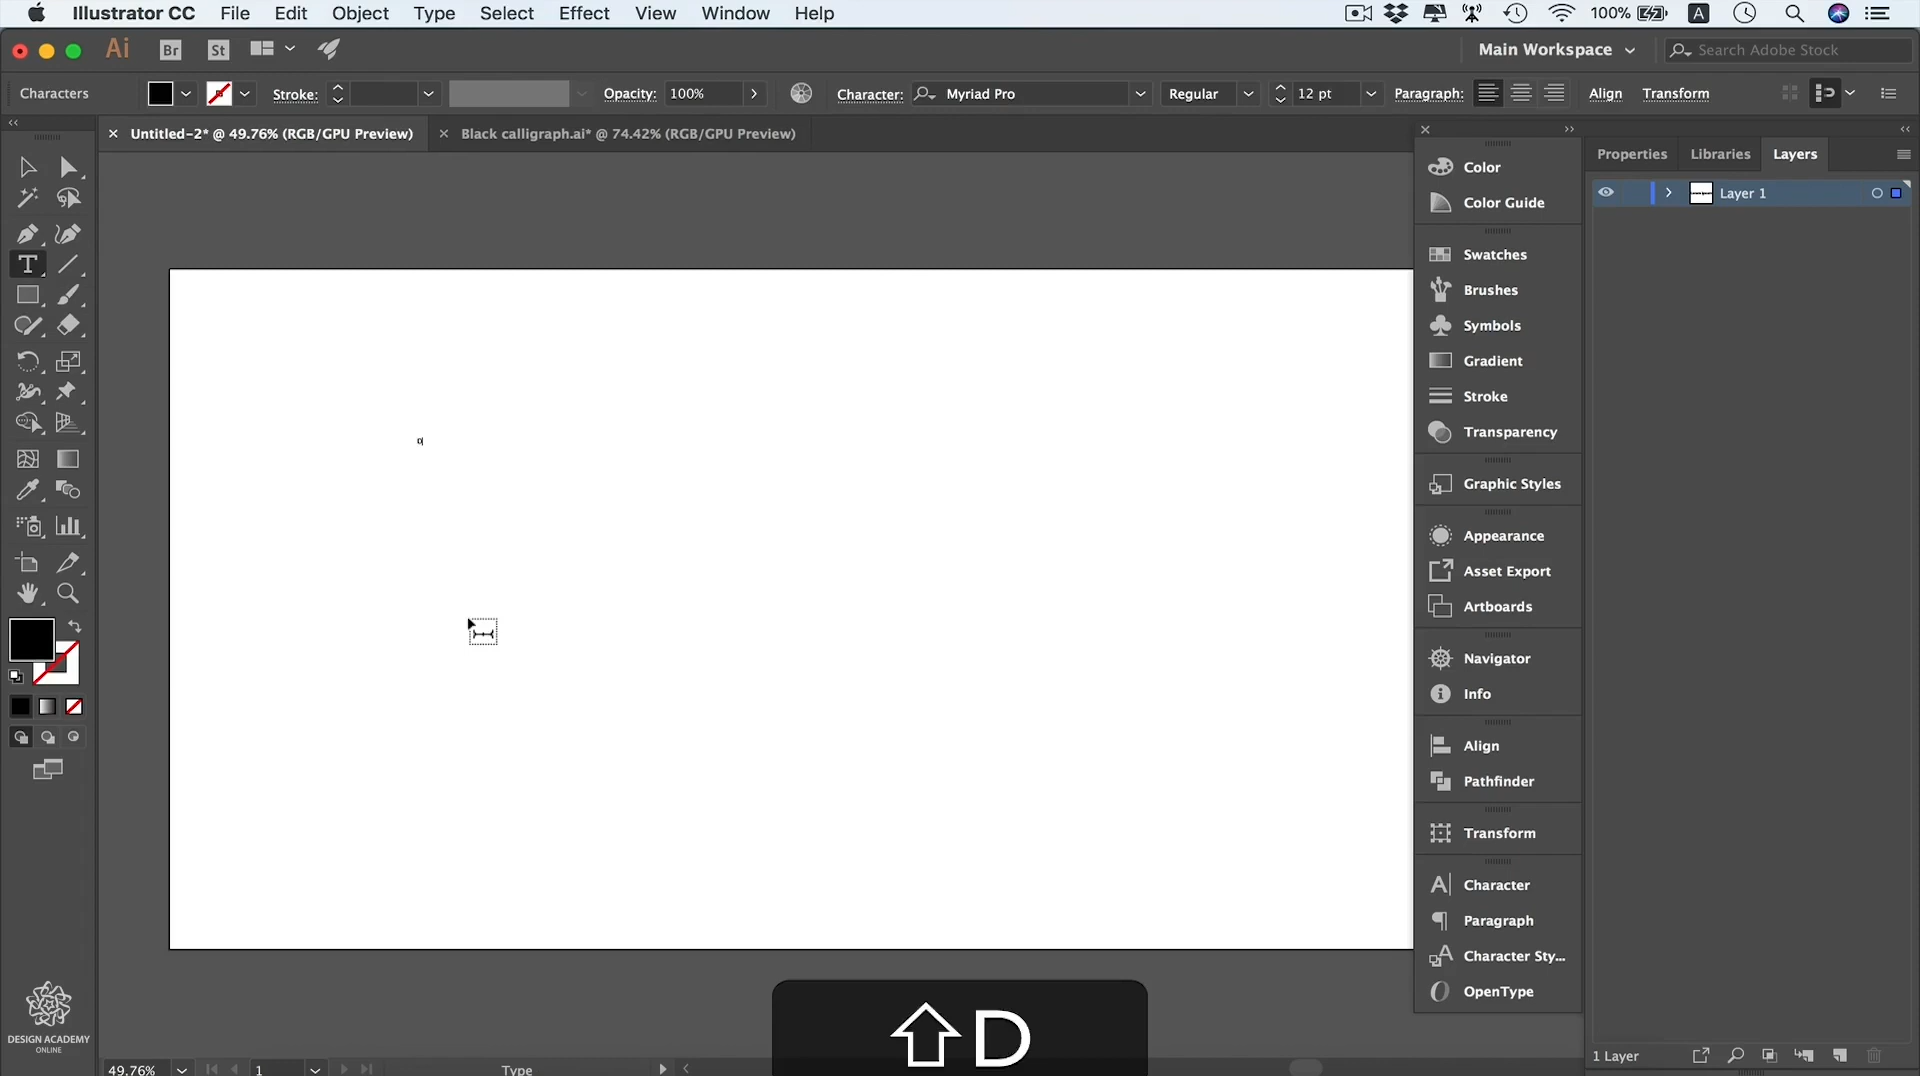 Illustrator CC File Edit Object Type Select Effect View Window Help
100% A
Ai Br St Main Workspace Search Adobe Stock
Characters Stroke: Opacity: 100% Character: Myriad Pro Regular 12 pt Paragraph: Align Transform
Untitled-2* @ 49.76% (RGB/GPU Preview)
Black calligraph.ai* @ 74.42% (RGB/GPU Preview)
Color
Color Guide
Swatches
Brushes
Symbols
Gradient
Stroke
Transparency
Graphic Styles
Appearance
Asset Export
Artboards
Navigator
Info
Align
Pathfinder
Transform
Character
Paragraph
Character Sty...
OpenType
Properties Libraries Layers
Layer 1
1 Layer
DESIGN ACADEMY
ONLINE
D
49.76% 1 Type